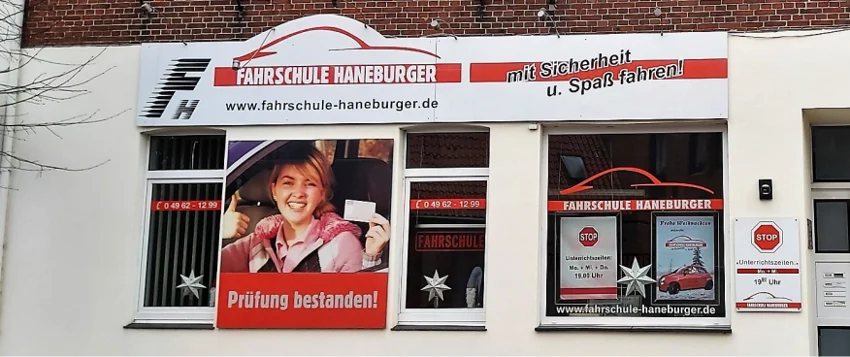 F
H
FAHRSCHULE HANEBURGER
www.fahrschule-haneburger.de
mit Sicherheit
u. Spaß fahren!
0 49 62 - 12 99
Prüfung bestanden!
0 49 62 - 12 99
FAHRSCHULE
FAHRSCHULE HANEBURGER
STOP
Unterrichtszeiten:
Mo. + Mi. + Do.
19.00 Uhr
Frohe Weihnachten
www.fahrschule-haneburger.de
STOP
Unterrichtszeiten:
Mo. + Mi.
19⁰⁰ Uhr
FAHRSCHULE HANEBURGER